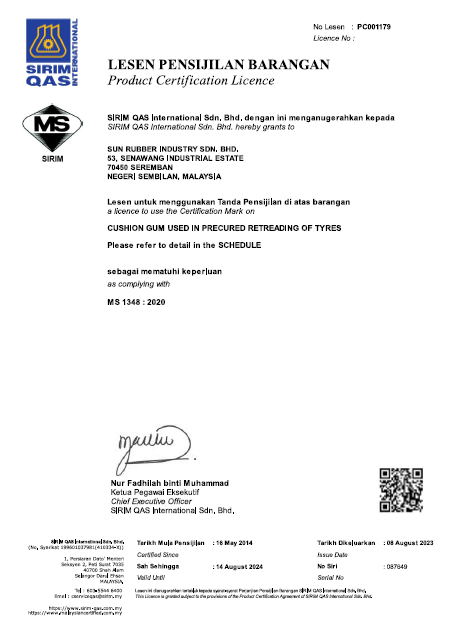 No Lesen : PC001179
Licence No :
SIRIM
QAS
INTERNATIONAL
LESEN PENSIJILAN BARANGAN
Product Certification Licence
MS
SIRIM
SIRIM QAS International Sdn. Bhd. dengan ini menganugerahkan kepada
SIRIM QAS International Sdn. Bhd. hereby grants to
SUN RUBBER INDUSTRY SDN. BHD.
53, SENAWANG INDUSTRIAL ESTATE
70450 SEREMBAN
NEGERI SEMBILAN, MALAYSIA
Lesen untuk menggunakan Tanda Pensijilan di atas barangan
a licence to use the Certification Mark on
CUSHION GUM USED IN PRECURED RETREADING OF TYRES
Please refer to detail in the SCHEDULE
sebagai mematuhi keperluan
as complying with
MS 1348 : 2020
Nur Fadhilah binti Muhammad
Ketua Pegawai Eksekutif
Chief Executive Officer
SIRIM QAS International Sdn. Bhd.
SIRIM QAS International Sdn. Bhd.
(No. Syarikat 199601037981(410334-X))
1, Persiaran Dato' Menteri
Seksyen 2, Peti Surat 7035
40700 Shah Alam
Selangor Darul Ehsan
MALAYSIA.
Tel : 603-5544 6400
Email : cserviceqas@sirim.my
https://www.sirim-qas.com.my
https://www.malaysiancertified.com.my
Tarikh Mula Pensijilan : 16 May 2014
Certified Since
Sah Sehingga : 14 August 2024
Valid Until
Tarikh Dikeluarkan : 08 August 2023
Issue Date
No Siri : 087649
Serial No
Lesen ini dianugerahkan tertakluk kepada syarat-syarat Perjanjian Pensijilan Barangan SIRIM QAS International Sdn. Bhd.
This Licence is granted subject to the provisions of the Product Certification Agreement of SIRIM QAS International Sdn. Bhd.